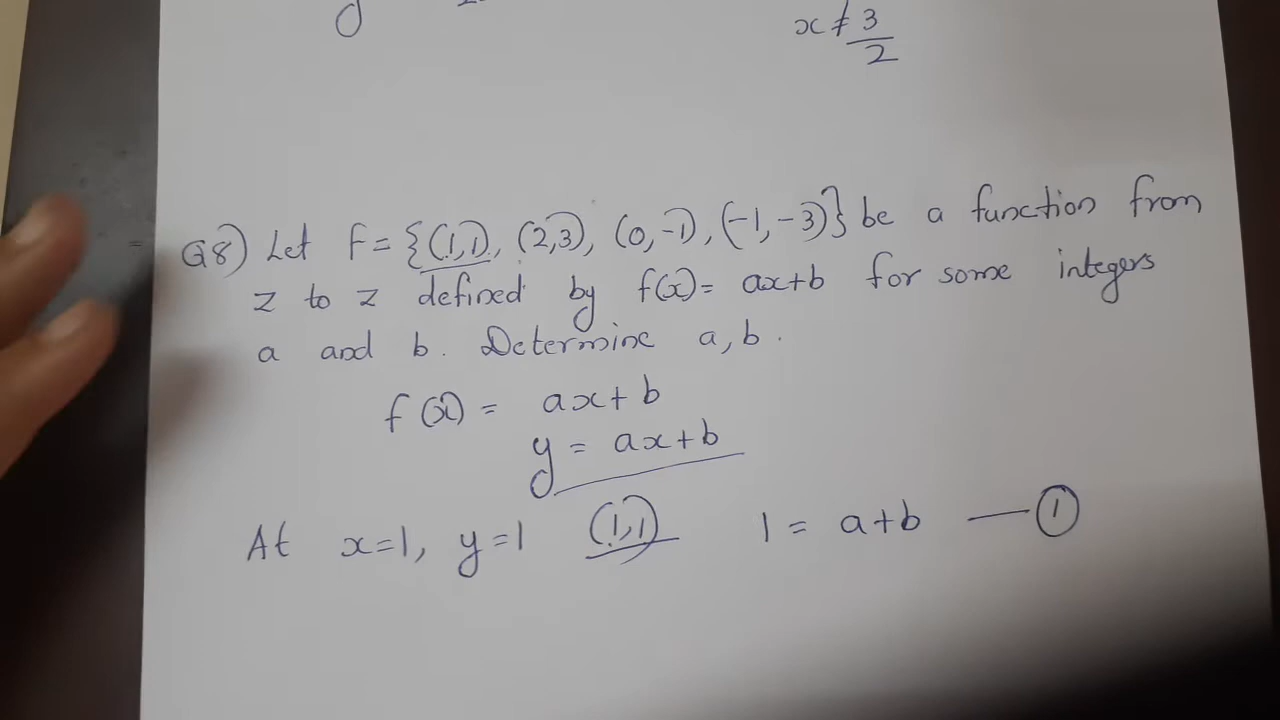 y
x ≠ 3/2
Q8) Let f = {(1,1), (2,3), (0,-1), (-1,-3)} be a function from
z to z defined by f(x) = ax+b for some integers
a and b. Determine a, b.
f(x) = ax+b
y = ax+b
At x=1, y=1 (1,1) 1 = a+b — ①